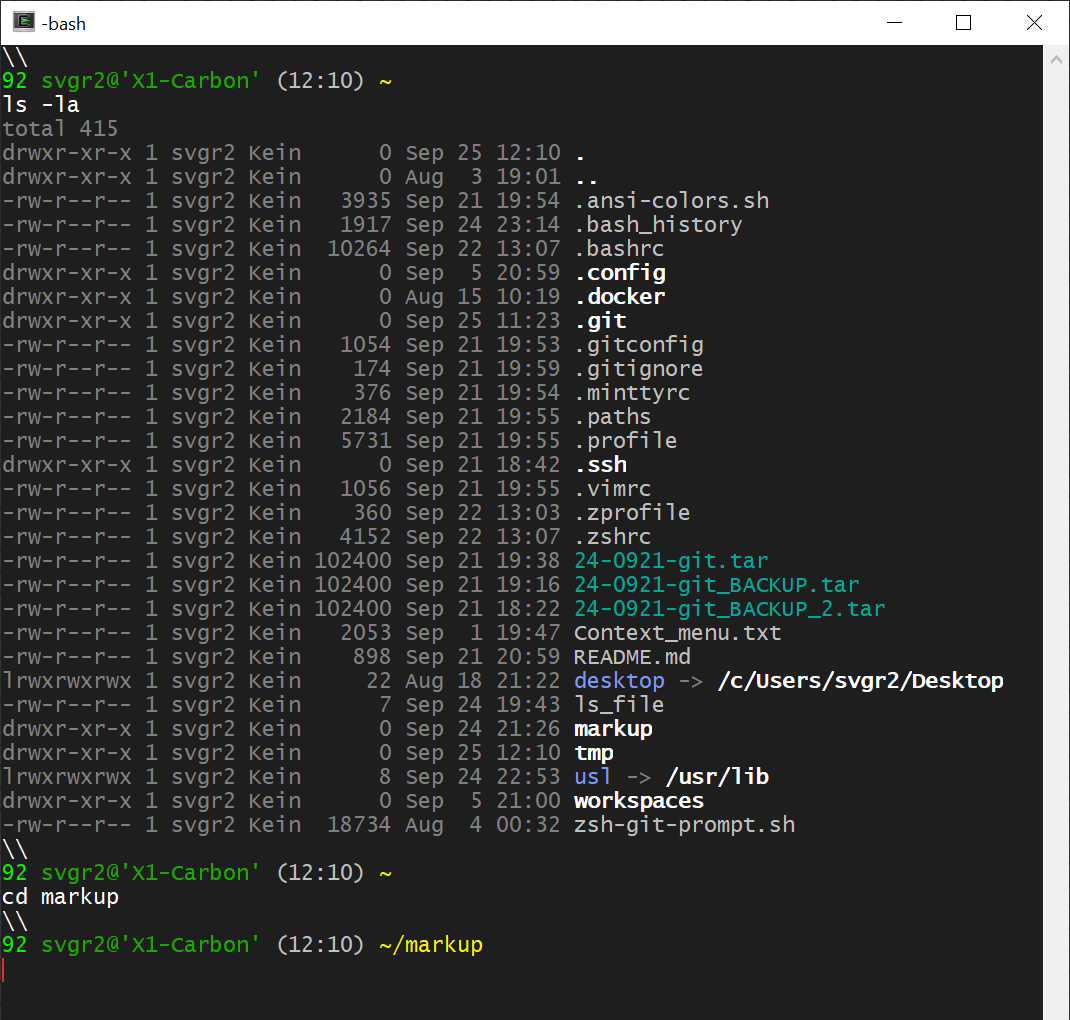 -bash
\\
92 svgr2@'X1-Carbon' (12:10) ~
ls -la
total 415
drwxr-xr-x 1 svgr2 Kein      0 Sep 25 12:10 .
drwxr-xr-x 1 svgr2 Kein      0 Aug  3 19:01 ..
-rw-r--r-- 1 svgr2 Kein   3935 Sep 21 19:54 .ansi-colors.sh
-rw-r--r-- 1 svgr2 Kein   1917 Sep 24 23:14 .bash_history
-rw-r--r-- 1 svgr2 Kein  10264 Sep 22 13:07 .bashrc
drwxr-xr-x 1 svgr2 Kein      0 Sep  5 20:59 .config
drwxr-xr-x 1 svgr2 Kein      0 Aug 15 10:19 .docker
drwxr-xr-x 1 svgr2 Kein      0 Sep 25 11:23 .git
-rw-r--r-- 1 svgr2 Kein   1054 Sep 21 19:53 .gitconfig
-rw-r--r-- 1 svgr2 Kein    174 Sep 21 19:59 .gitignore
-rw-r--r-- 1 svgr2 Kein    376 Sep 21 19:54 .minttyrc
-rw-r--r-- 1 svgr2 Kein   2184 Sep 21 19:55 .paths
-rw-r--r-- 1 svgr2 Kein   5731 Sep 21 19:55 .profile
drwxr-xr-x 1 svgr2 Kein      0 Sep 21 18:42 .ssh
-rw-r--r-- 1 svgr2 Kein   1056 Sep 21 19:55 .vimrc
-rw-r--r-- 1 svgr2 Kein    360 Sep 22 13:03 .zprofile
-rw-r--r-- 1 svgr2 Kein   4152 Sep 22 13:07 .zshrc
-rw-r--r-- 1 svgr2 Kein 102400 Sep 21 19:38 24-0921-git.tar
-rw-r--r-- 1 svgr2 Kein 102400 Sep 21 19:16 24-0921-git_BACKUP.tar
-rw-r--r-- 1 svgr2 Kein 102400 Sep 21 18:22 24-0921-git_BACKUP_2.tar
-rw-r--r-- 1 svgr2 Kein   2053 Sep  1 19:47 Context_menu.txt
-rw-r--r-- 1 svgr2 Kein    898 Sep 21 20:59 README.md
lrwxrwxrwx 1 svgr2 Kein     22 Aug 18 21:22 desktop -> /c/Users/svgr2/Desktop
-rw-r--r-- 1 svgr2 Kein      7 Sep 24 19:43 ls_file
drwxr-xr-x 1 svgr2 Kein      0 Sep 24 21:26 markup
drwxr-xr-x 1 svgr2 Kein      0 Sep 25 12:10 tmp
lrwxrwxrwx 1 svgr2 Kein      8 Sep 24 22:53 usl -> /usr/lib
drwxr-xr-x 1 svgr2 Kein      0 Sep  5 21:00 workspaces
-rw-r--r-- 1 svgr2 Kein  18734 Aug  4 00:32 zsh-git-prompt.sh
\\
92 svgr2@'X1-Carbon' (12:10) ~
cd markup
\\
92 svgr2@'X1-Carbon' (12:10) ~/markup